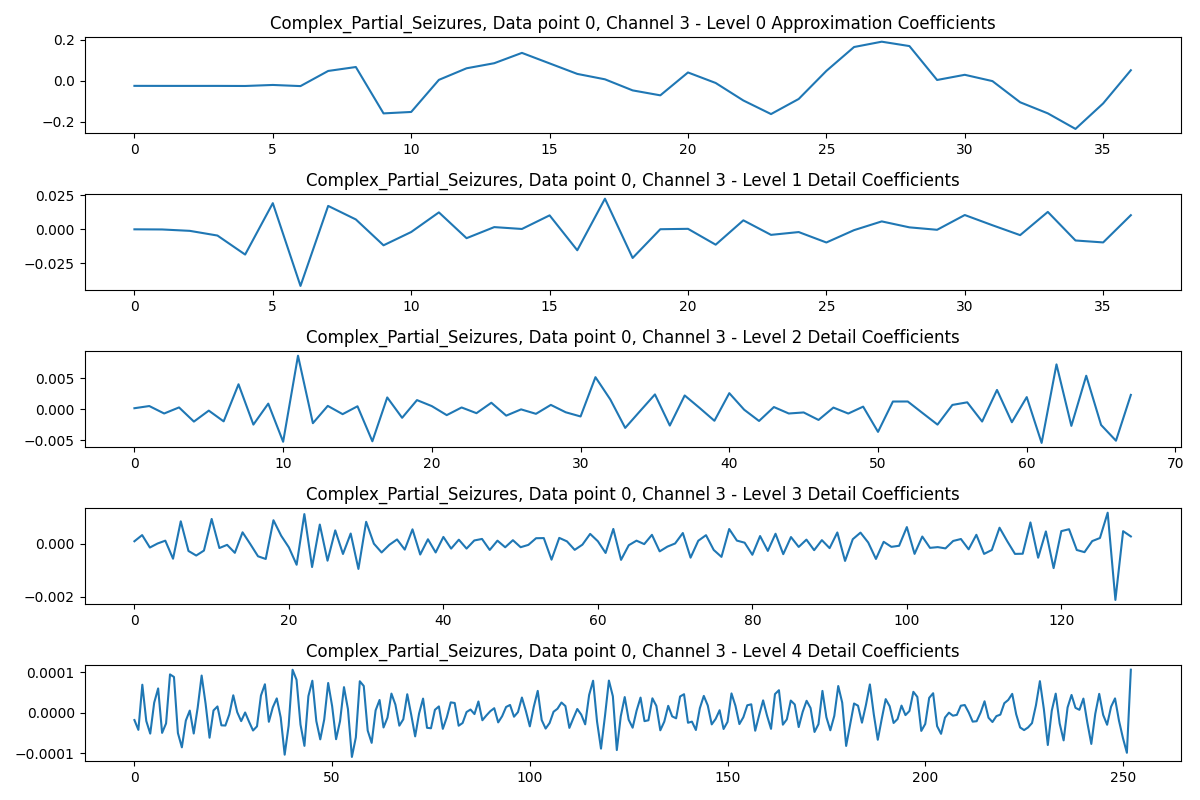 Complex_Partial_Seizures, Data point 0, Channel 3 - Level 0 Approximation Coefficients
0.2
0.0
−0.2
0 5 10 15 20 25 30 35
Complex_Partial_Seizures, Data point 0, Channel 3 - Level 1 Detail Coefficients
0.025
0.000
−0.025
0 5 10 15 20 25 30 35
Complex_Partial_Seizures, Data point 0, Channel 3 - Level 2 Detail Coefficients
0.005
0.000
−0.005
0 10 20 30 40 50 60 70
Complex_Partial_Seizures, Data point 0, Channel 3 - Level 3 Detail Coefficients
0.000
−0.002
0 20 40 60 80 100 120
Complex_Partial_Seizures, Data point 0, Channel 3 - Level 4 Detail Coefficients
0.0001
0.0000
−0.0001
0 50 100 150 200 250